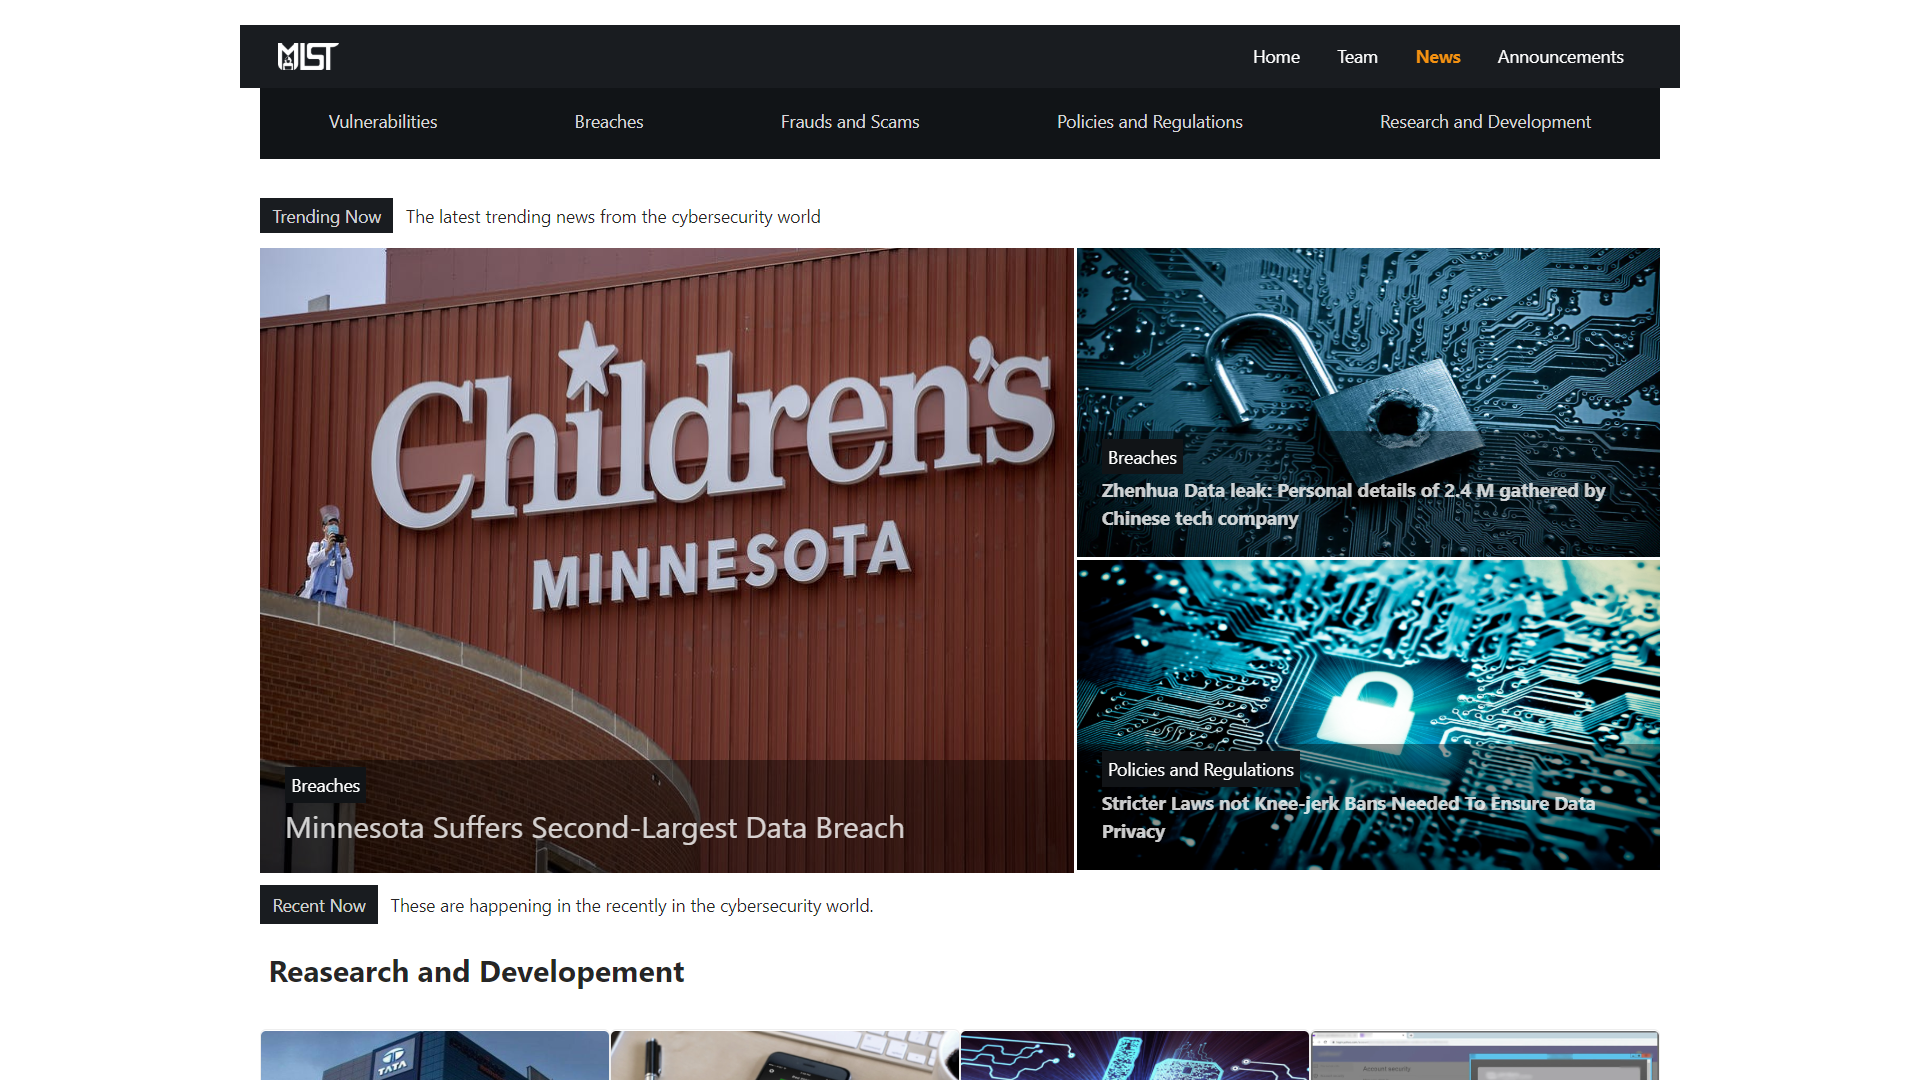 MIST
Home Team News Announcements
Vulnerabilities Breaches Frauds and Scams Policies and Regulations Research and Development
Trending Now The latest trending news from the cybersecurity world
Children's
MINNESOTA
Breaches
Minnesota Suffers Second-Largest Data Breach
Breaches
Zhenhua Data leak: Personal details of 2.4 M gathered by
Chinese tech company
Policies and Regulations
Stricter Laws not Knee-jerk Bans Needed To Ensure Data
Privacy
Recent Now These are happening in the recently in the cybersecurity world.
Reasearch and Developement
TATA
Account security